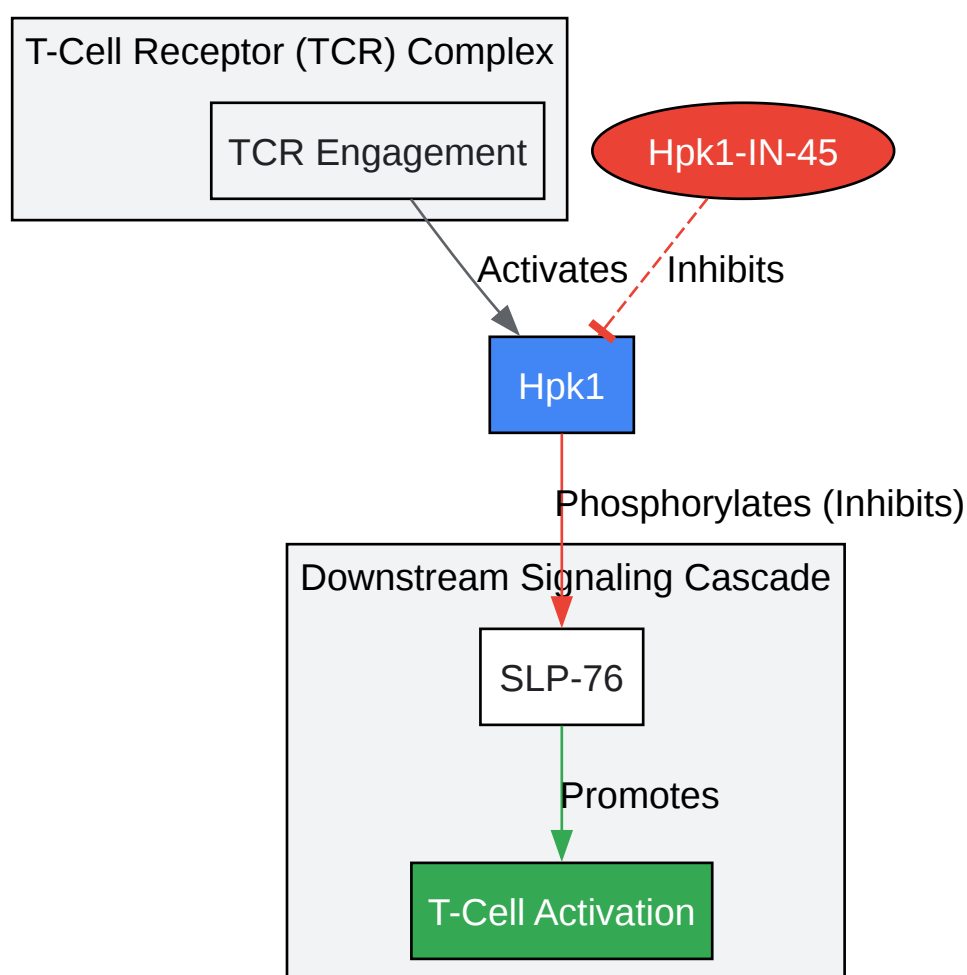 T-Cell Receptor (TCR) Complex
TCR Engagement
Hpk1-IN-45
Activates
Inhibits
Hpk1
Phosphorylates (Inhibits)
Downstream Signaling Cascade
SLP-76
Promotes
T-Cell Activation